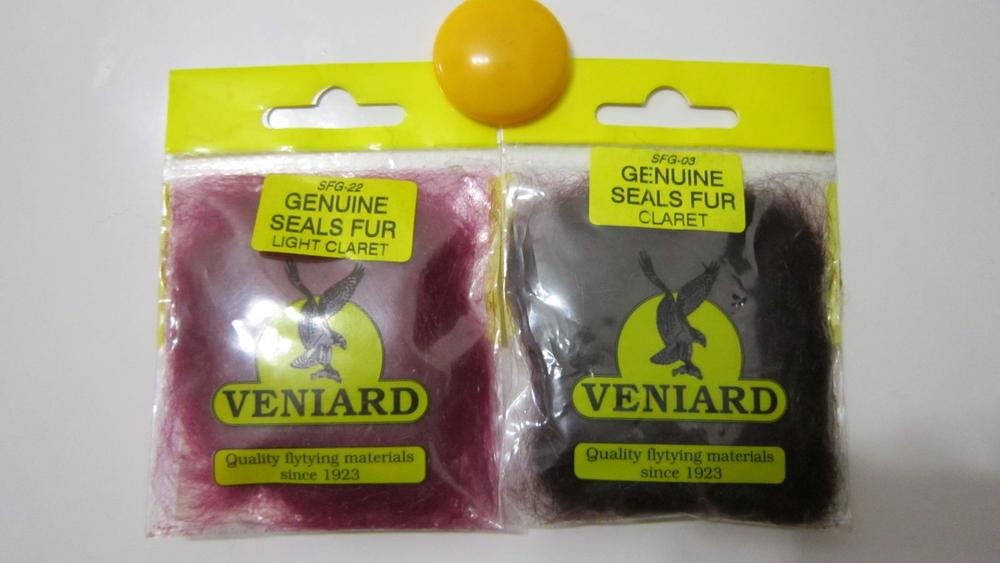 SFG-22
GENUINE
SEALS FUR
LIGHT CLARET
VENIARD
Quality flytying materials
since 1923
SFG-03
GENUINE
SEALS FUR
CLARET
VENIARD
Quality flytying materials
since 1923